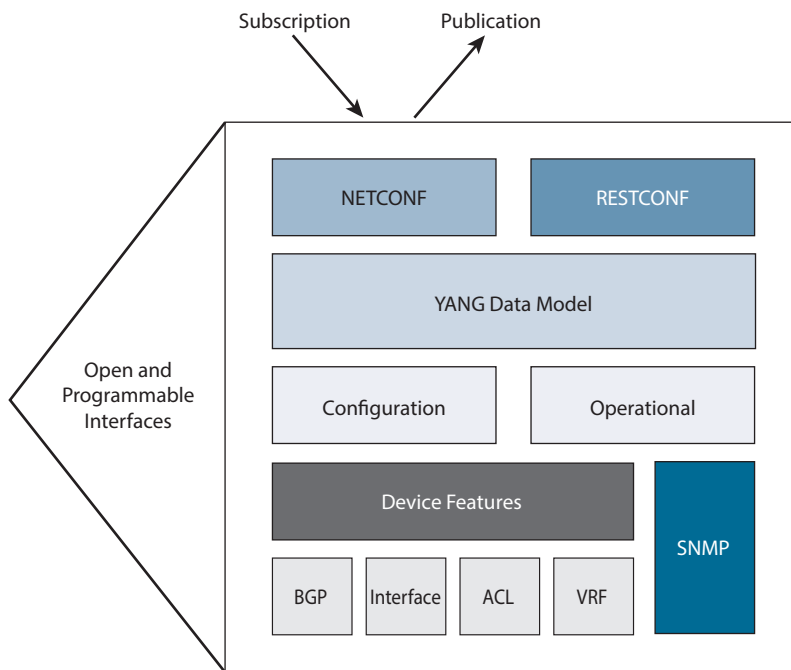 Subscription
Publication
NETCONF
RESTCONF
YANG Data Model
Open and
Programmable
Interfaces
Configuration
Operational
Device Features
SNMP
BGP
Interface
ACL
VRF